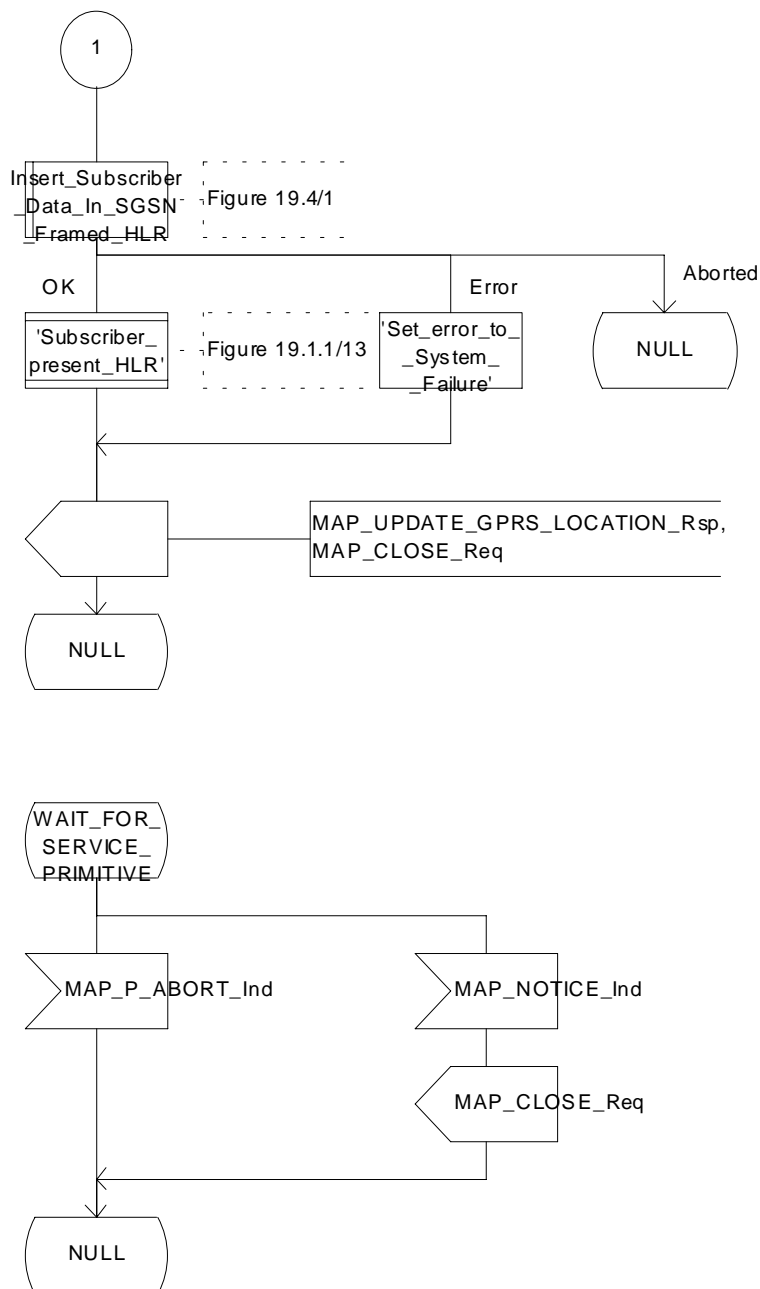 1
Insert_Subscriber
_Data_In_SGSN
_Framed_HLR
Figure 19.4/1
OK
Error
Aborted
'Subscriber_
present_HLR'
Figure 19.1.1/13
'Set_error_to_
_System_
_Failure'
NULL
MAP_UPDATE_GPRS_LOCATION_Rsp,
MAP_CLOSE_Req
NULL
WAIT_FOR_
SERVICE_
PRIMITIVE
MAP_P_ABORT_Ind
MAP_NOTICE_Ind
MAP_CLOSE_Req
NULL